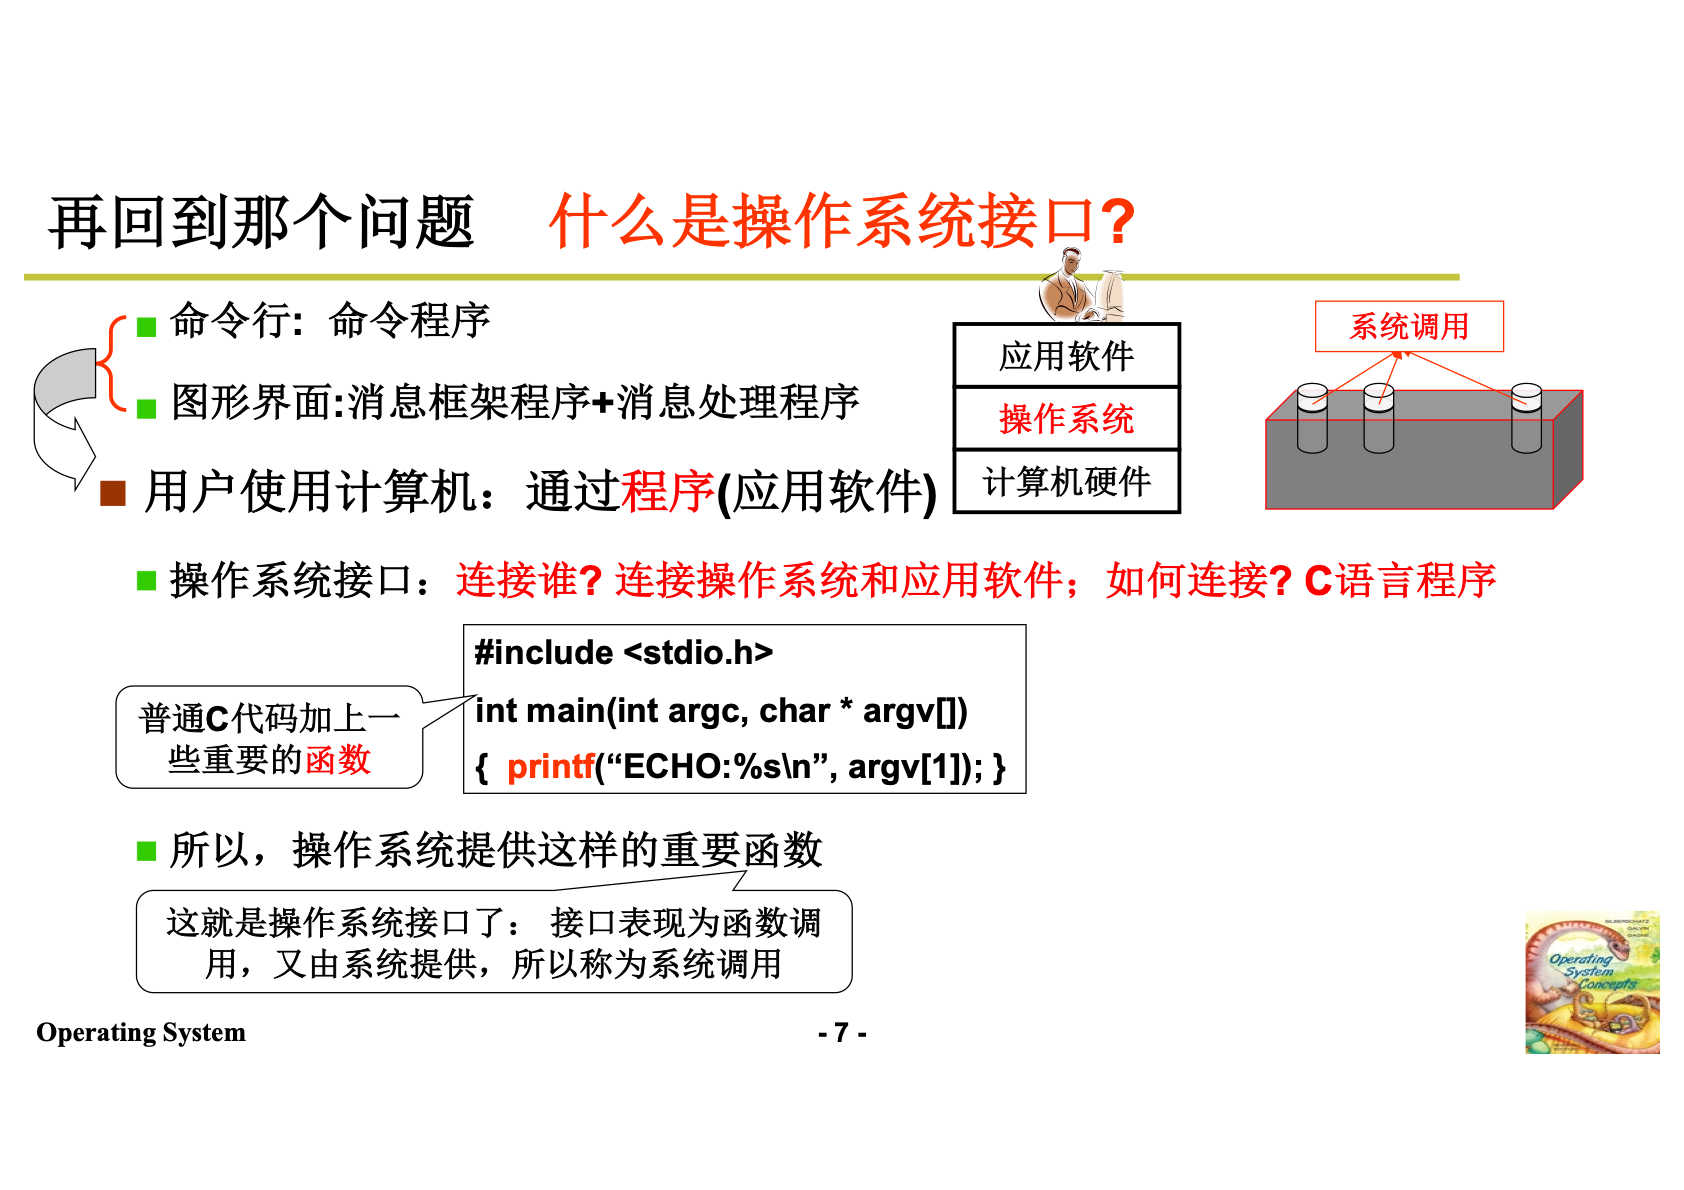 再回到那个问题 什么是操作系统接口?
命令行: 命令程序
图形界面:消息框架程序+消息处理程序
用户使用计算机：通过程序(应用软件)
应用软件
操作系统
计算机硬件
系统调用
操作系统接口：连接谁? 连接操作系统和应用软件；如何连接? C语言程序
#include <stdio.h>
int main(int argc, char * argv[])
{ printf(“ECHO:%s\n”, argv[1]); }
普通C代码加上一
些重要的函数
所以，操作系统提供这样的重要函数
这就是操作系统接口了： 接口表现为函数调
用，又由系统提供，所以称为系统调用
Operating System
- 7 -
SILBERSCHATZ
GALVIN
GAGNE
Operating
System
Concepts